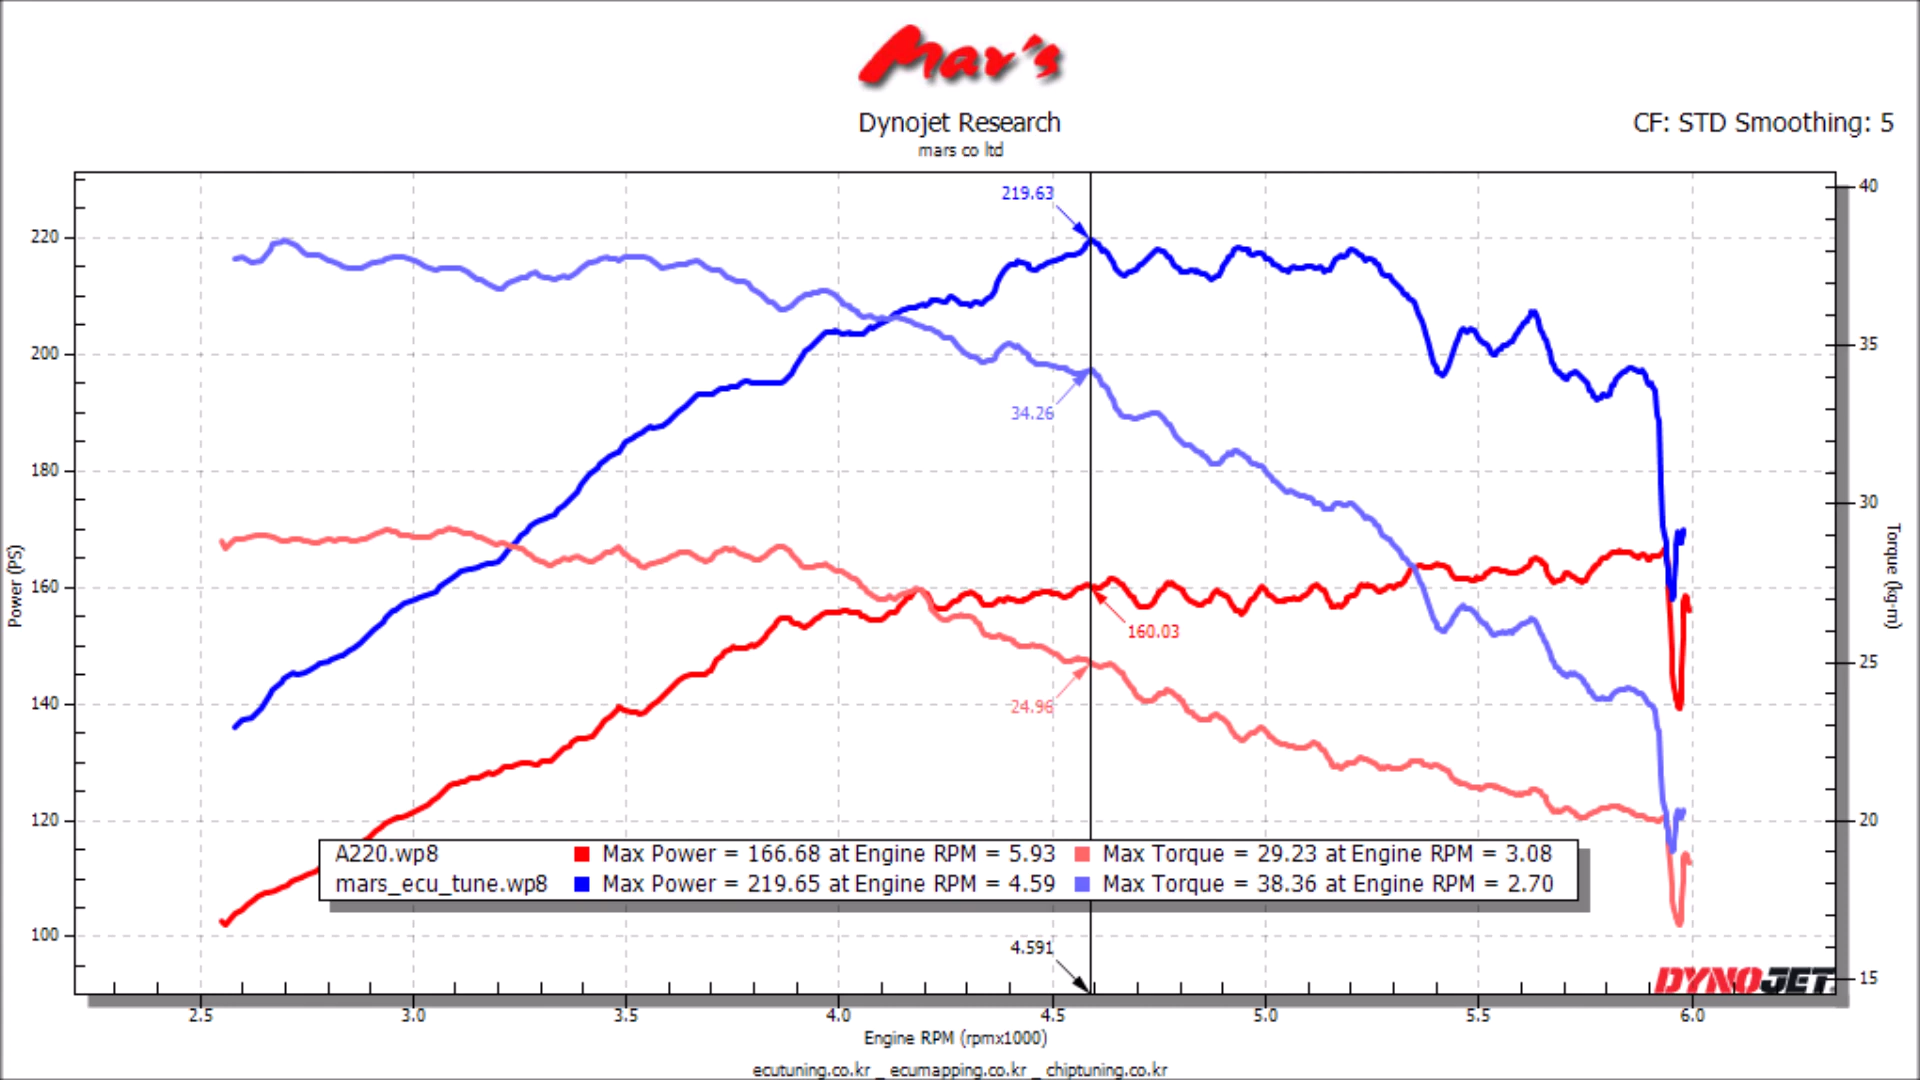 Mar's
Dynojet Research
mars co ltd
CF: STD Smoothing: 5
219.63
34.26
160.03
24.96
4.591
220
200
180
160
140
120
100
Power (PS)
40
35
30
25
20
15
Torque (kg-m)
A220.wp8 Max Power = 166.68 at Engine RPM = 5.93 Max Torque = 29.23 at Engine RPM = 3.08
mars_ecu_tune.wp8 Max Power = 219.65 at Engine RPM = 4.59 Max Torque = 38.36 at Engine RPM = 2.70
DYNOJET
2.5 3.0 3.5 4.0 4.5 5.0 5.5 6.0
Engine RPM (rpmx1000)
ecutuning.co.kr _ ecumapping.co.kr _ chiptuning.co.kr